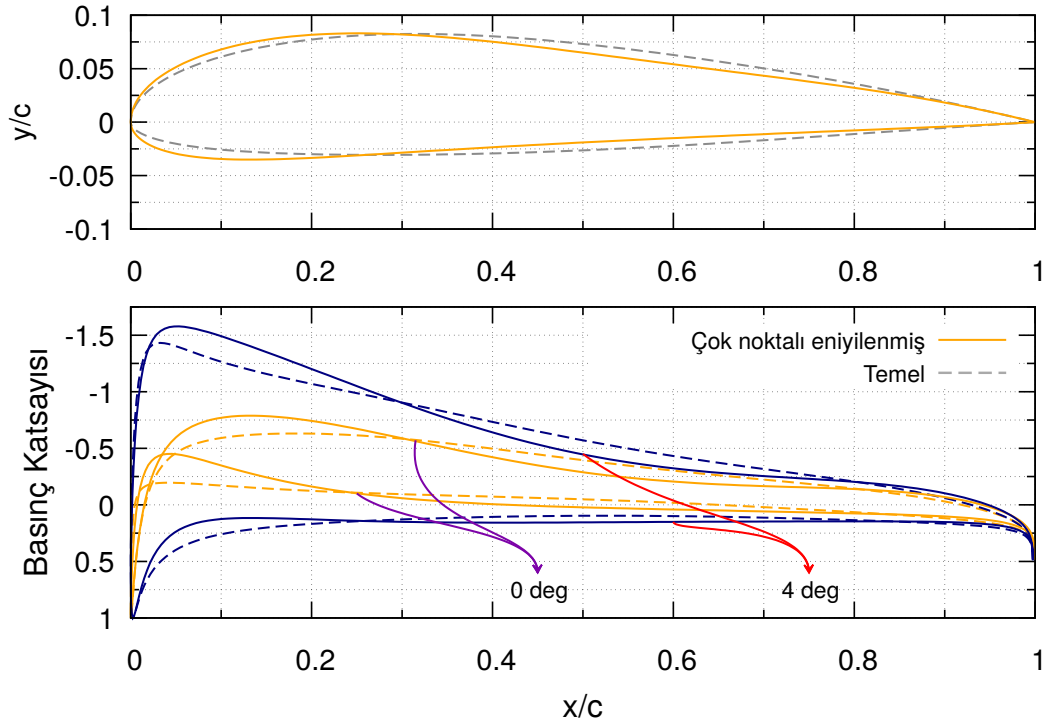 0.1
0.05
0
-0.05
-0.1
y/c
0 0.2 0.4 0.6 0.8 1
-1.5
-1
-0.5
0
0.5
1
Basınç Katsayısı
Çok noktalı eniyilenmiş
Temel
0 deg 4 deg
0 0.2 0.4 0.6 0.8 1
x/c